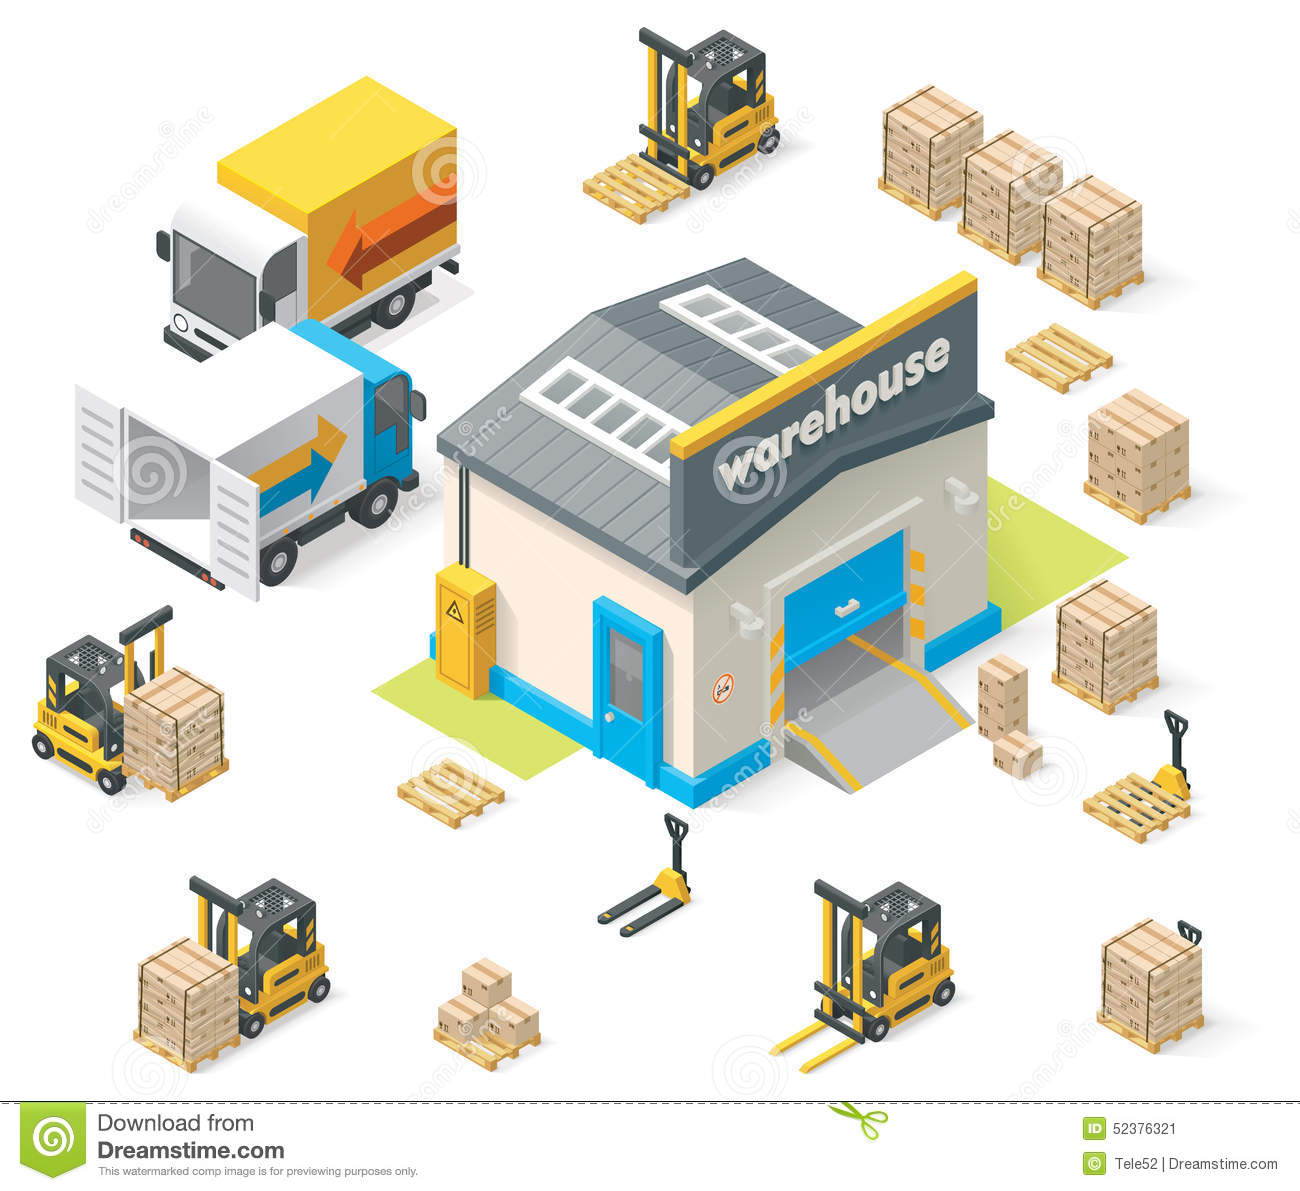 warehouse
Download from
Dreamstime.com
This watermarked comp image is for previewing purposes only.
ID 52376321
© Tele52 | Dreamstime.com